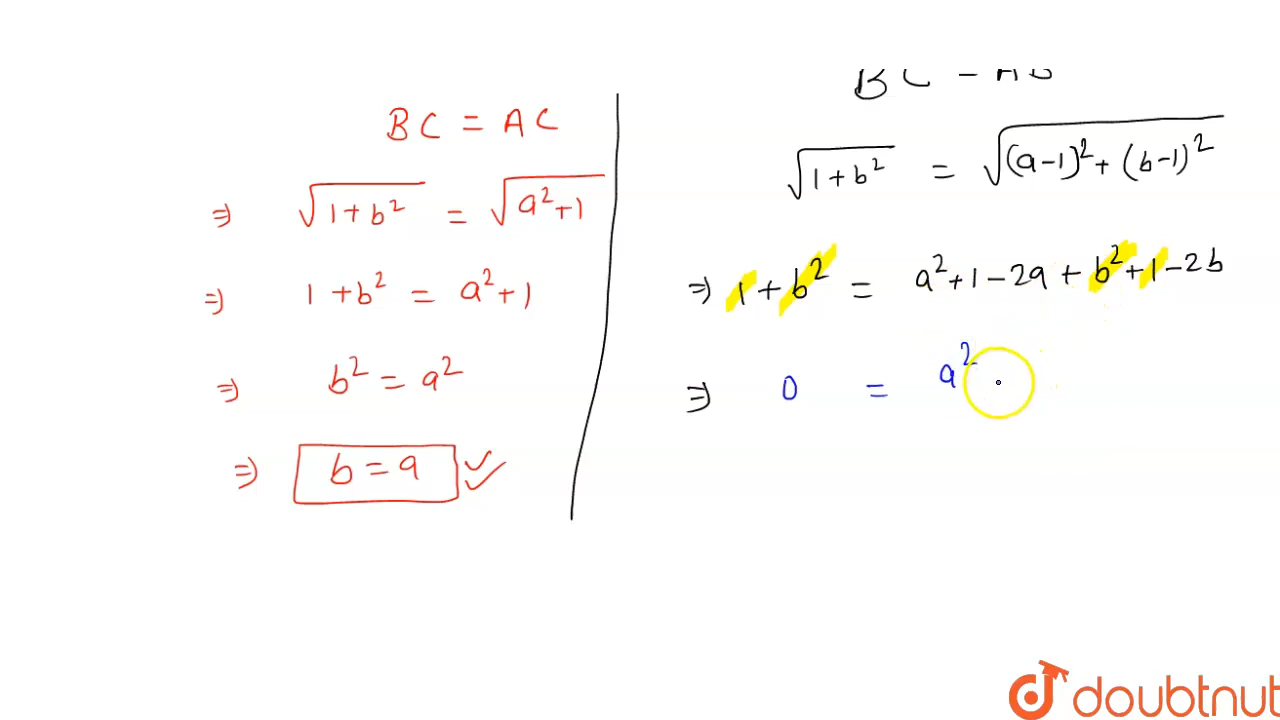 BC = AC
⇒ √(1+b²) = √(a²+1)
⇒ 1+b² = a²+1
⇒ b² = a²
⇒ b = a ✓✓
BC =
√(1+b²) = √((a-1)²+(b-1)²)
⇒ 1+b² = a²+1-2a+b²+1-2b
⇒ 0 = a²
doubtnut